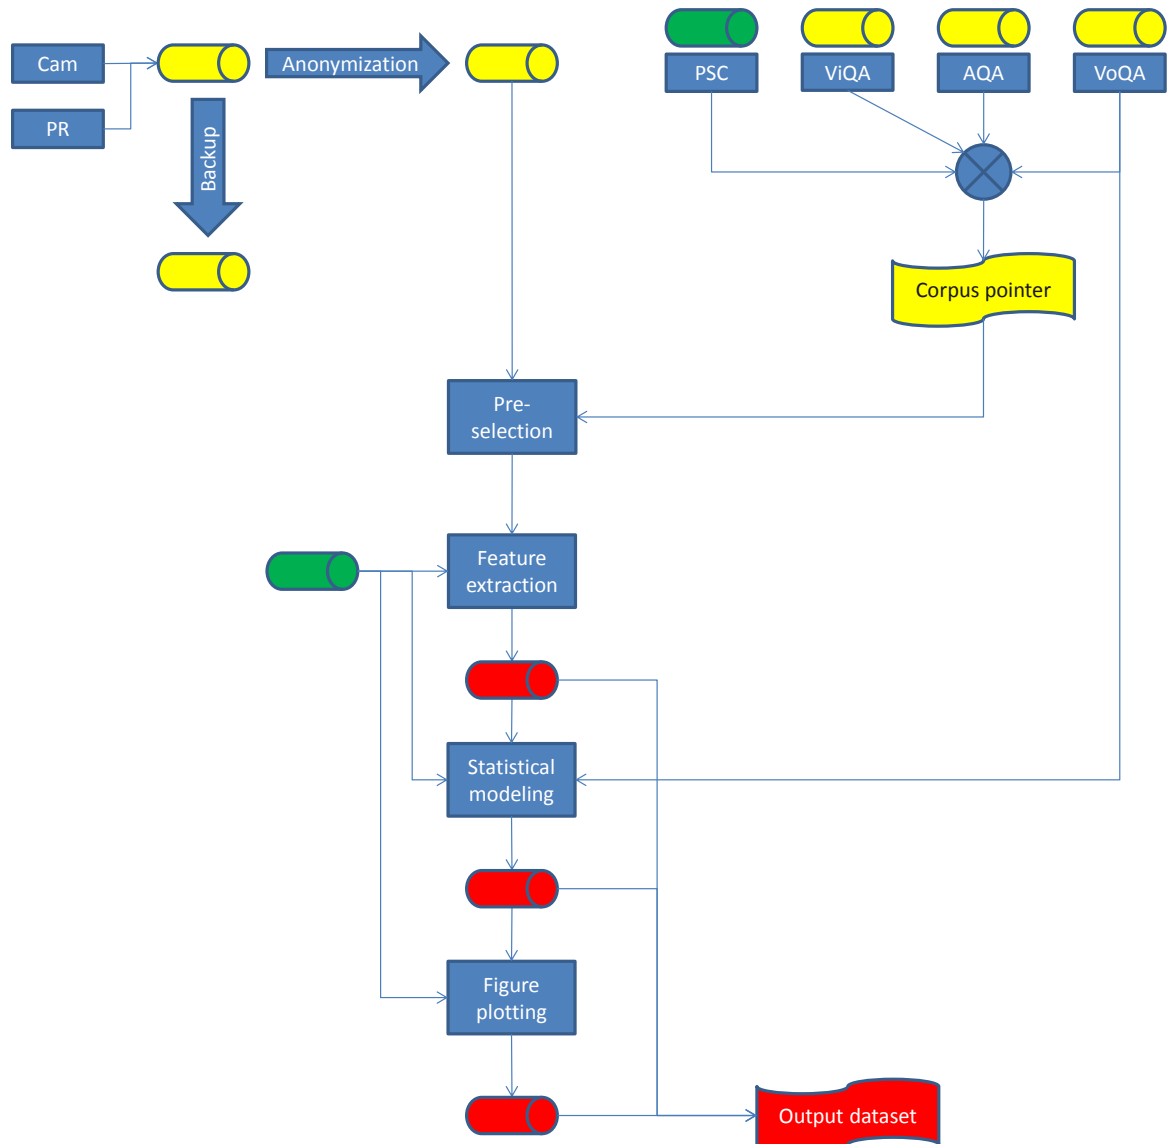 Cam
PR
Anonymization
Backup
PSC
ViQA
AQA
VoQA
Corpus pointer
Pre-
selection
Feature
extraction
Statistical
modeling
Figure
plotting
Output dataset